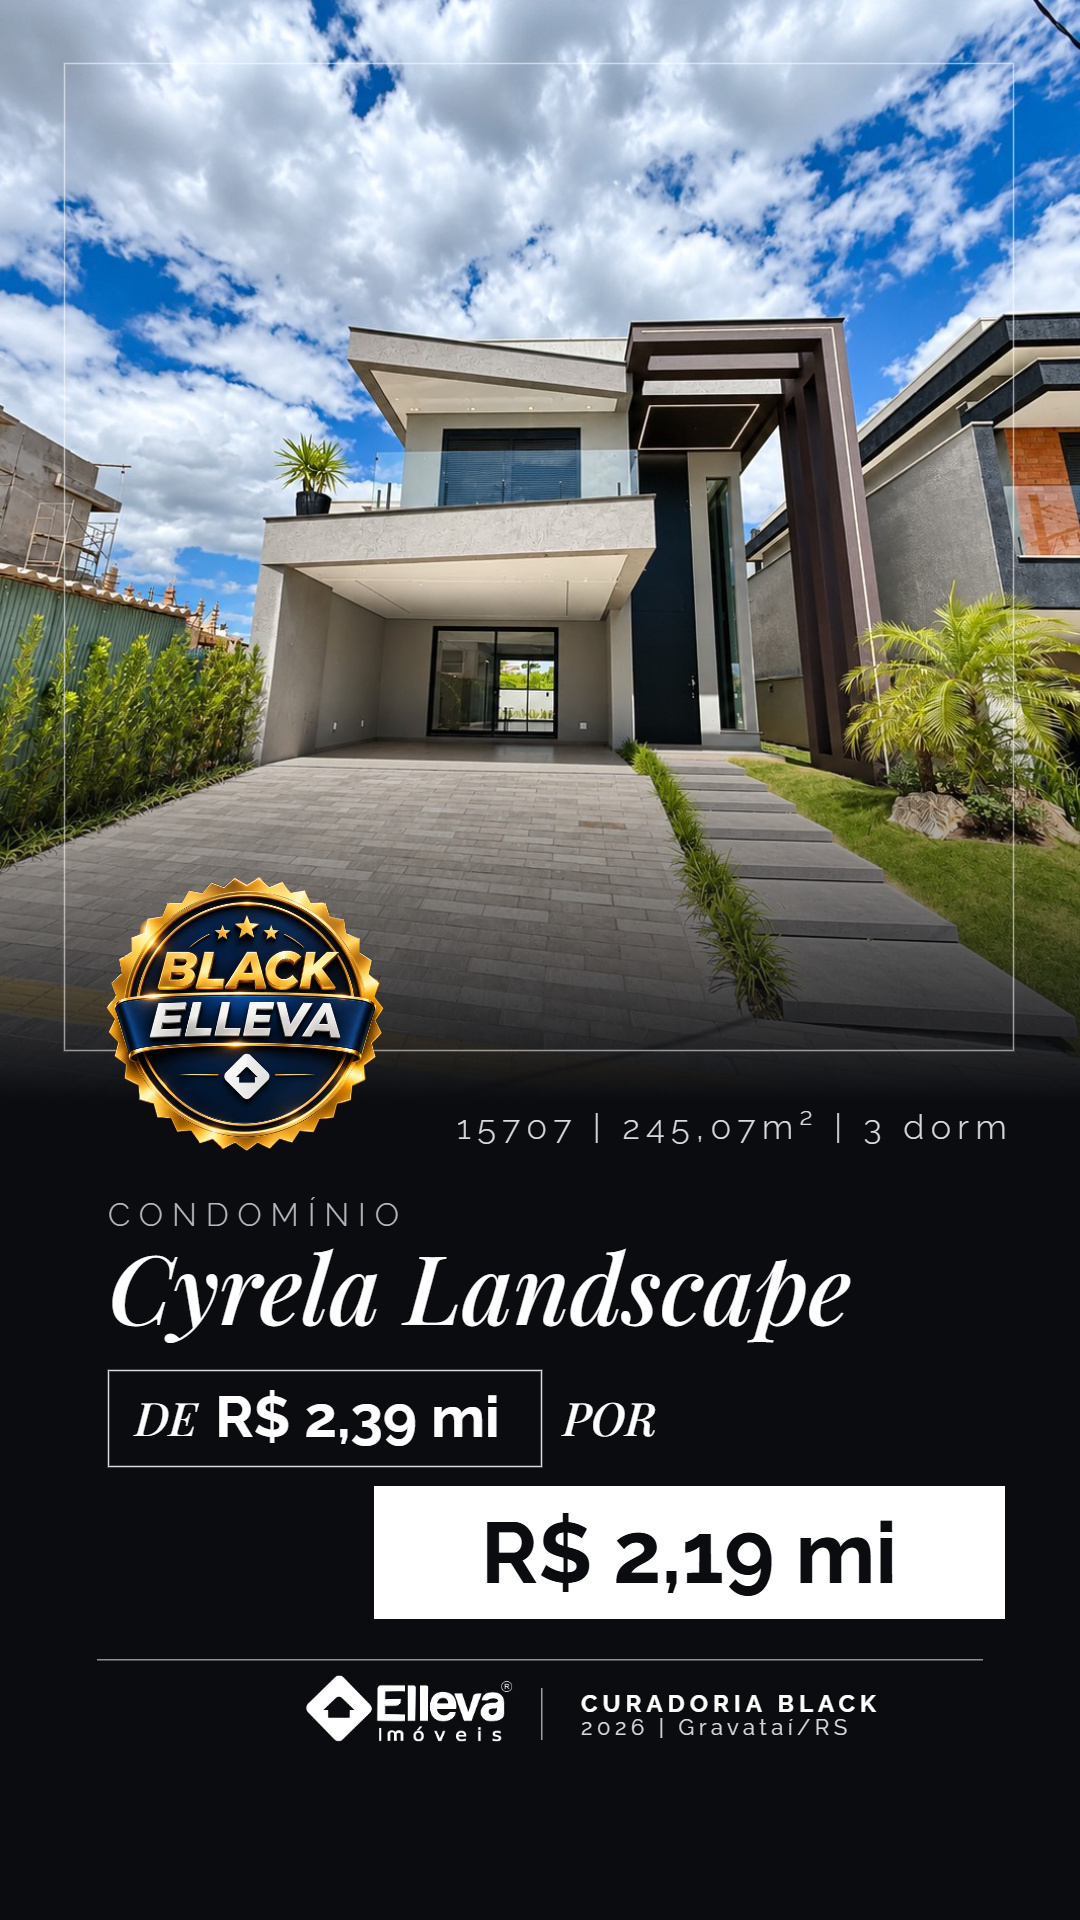 BLACK
ELLEVA
15707 | 245,07m² | 3 dorm
CONDOMÍNIO
Cyrela Landscape
DE R$ 2,39 mi POR
R$ 2,19 mi
Elleva®
Imóveis
CURADORIA BLACK
2026 | Gravataí/RS